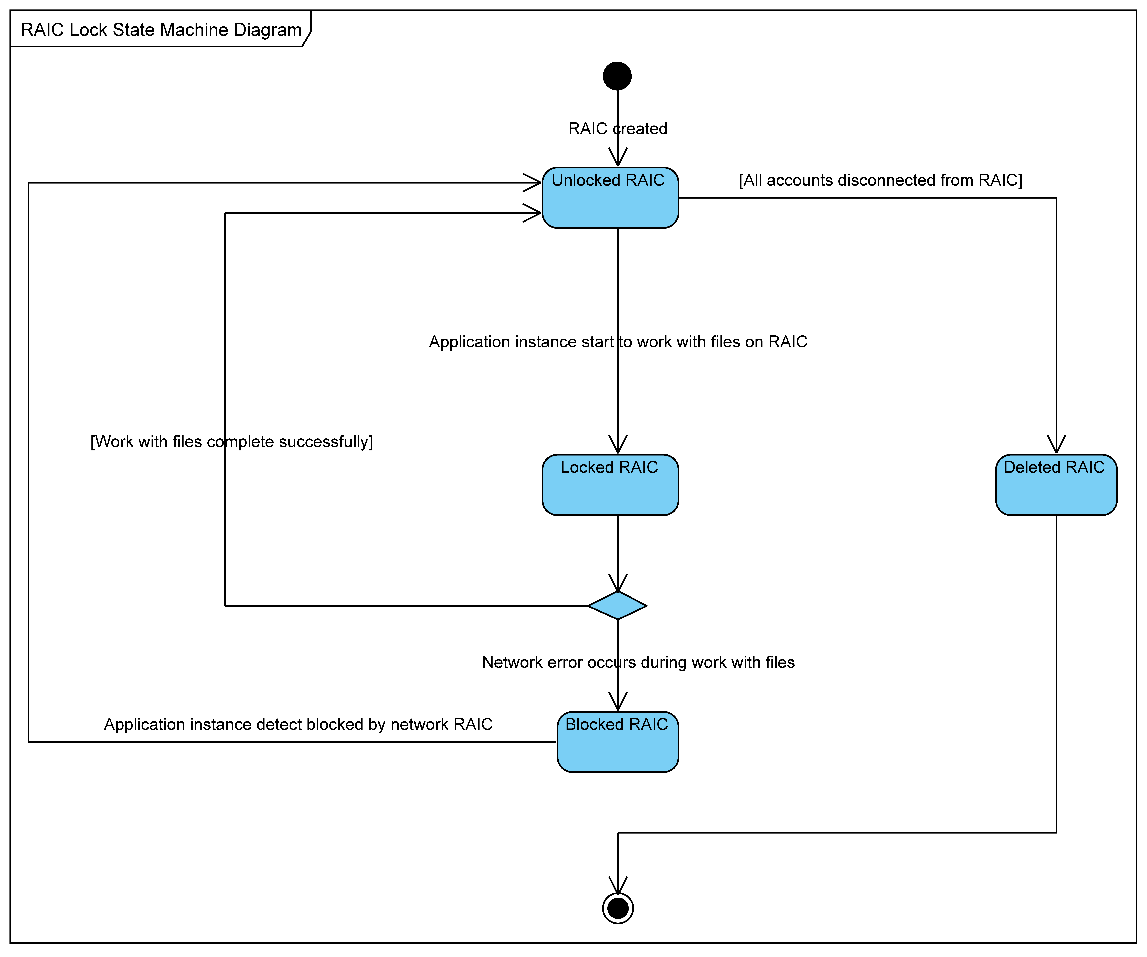 RAIC Lock State Machine Diagram
RAIC created
Unlocked RAIC
[All accounts disconnected from RAIC]
Application instance start to work with files on RAIC
[Work with files complete successfully]
Locked RAIC
Deleted RAIC
Network error occurs during work with files
Application instance detect blocked by network RAIC
Blocked RAIC